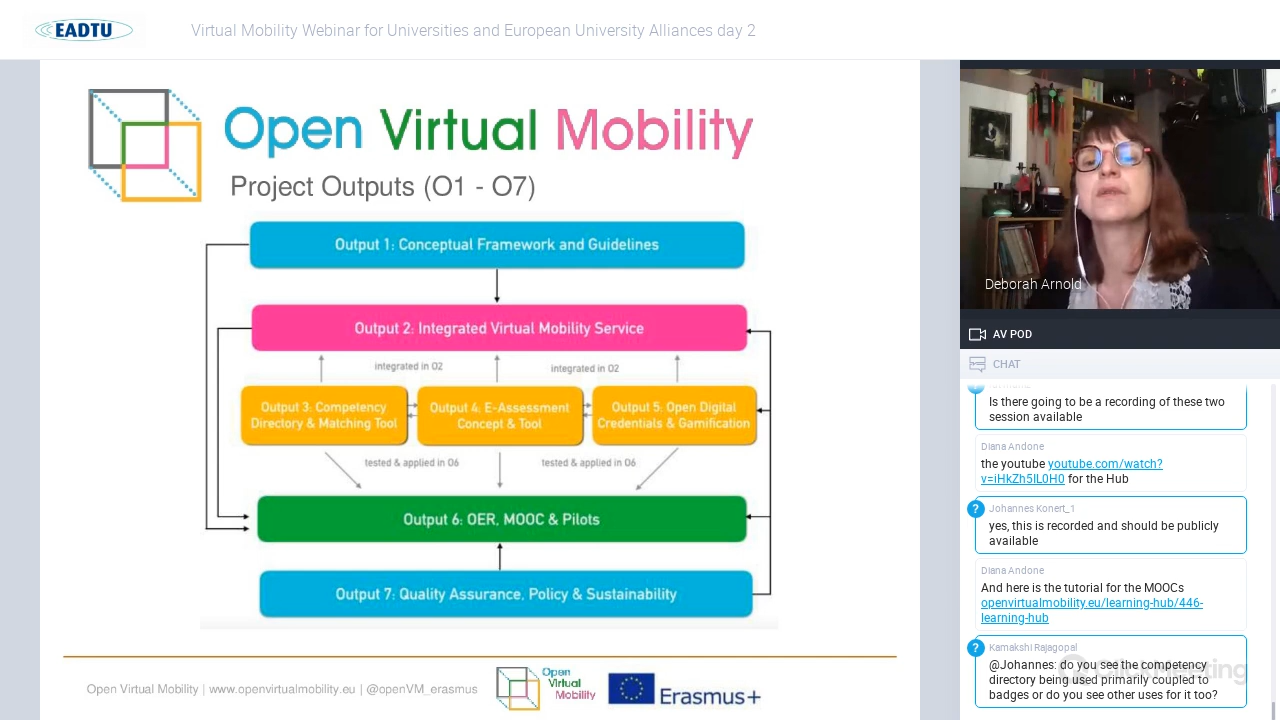 EADTU
Virtual Mobility Webinar for Universities and European University Alliances day 2
Open Virtual Mobility
Project Outputs (O1 - O7)
Output 1: Conceptual Framework and Guidelines
Output 2: Integrated Virtual Mobility Service
integrated in O2
integrated in O2
Output 3: Competency
Directory & Matching Tool
Output 4: E-Assessment
Concept & Tool
Output 5: Open Digital
Credentials & Gamification
tested & applied in O6
tested & applied in O6
Output 6: OER, MOOC & Pilots
Output 7: Quality Assurance, Policy & Sustainability
Open Virtual Mobility | www.openvirtualmobility.eu | @openVM_erasmus
Open
Virtual
Mobility
Erasmus+
Deborah Arnold
AV POD
CHAT
Is there going to be a recording of these two
session available
Diana Andone
the youtube youtube.com/watch?
v=iHkZh5IL0H0 for the Hub
? Johannes Konert_1
yes, this is recorded and should be publicly
available
Diana Andone
And here is the tutorial for the MOOCs
openvirtualmobility.eu/learning-hub/446-
learning-hub
? Kamakshi Rajagopal
@Johannes: do you see the competency
directory being used primarily coupled to
badges or do you see other uses for it too?